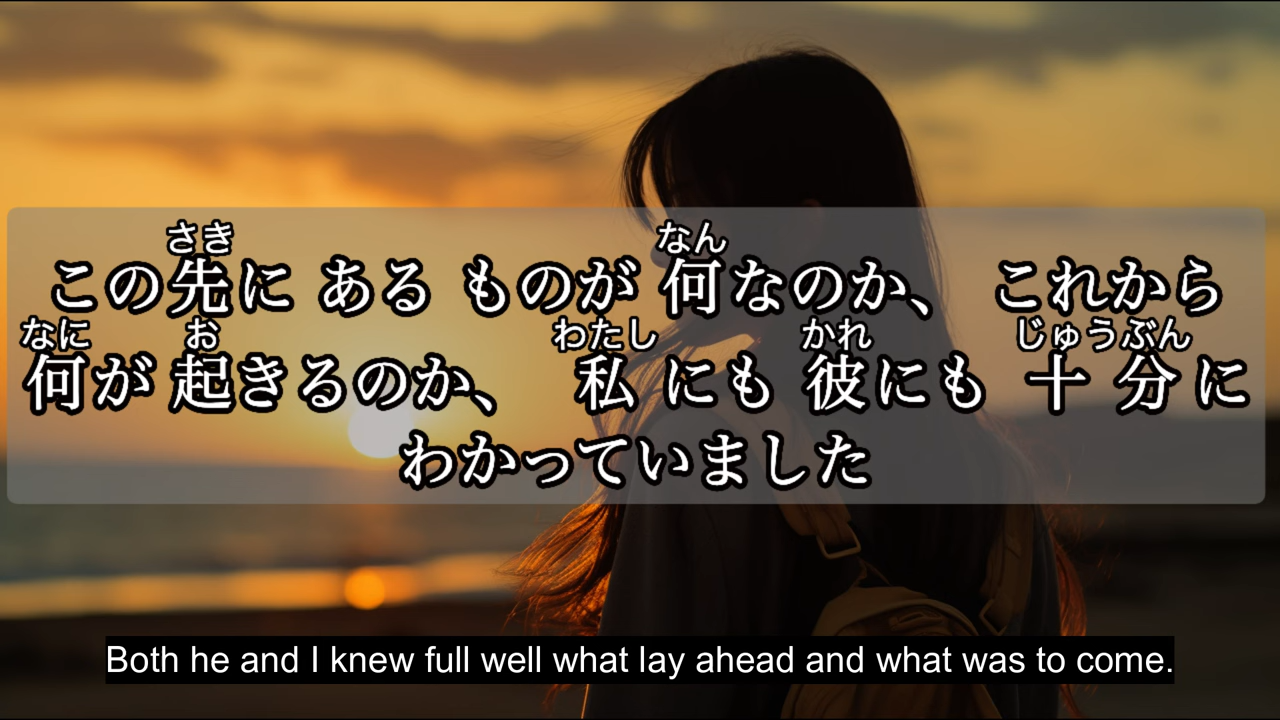 この先に ある ものが 何なのか、 これから
何が 起きるのか、 私 にも 彼にも 十 分 に
わかっていました
Both he and I knew full well what lay ahead and what was to come.